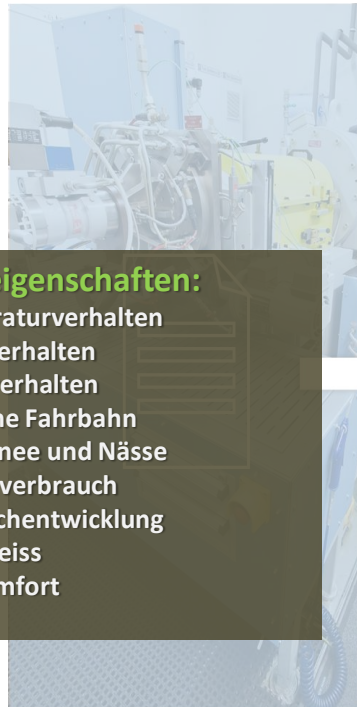 eigenschaften:
raturverhalten
erhalten
erhalten
ne Fahrbahn
nee und Nässe
verbrauch
chentwicklung
eiss
mfort